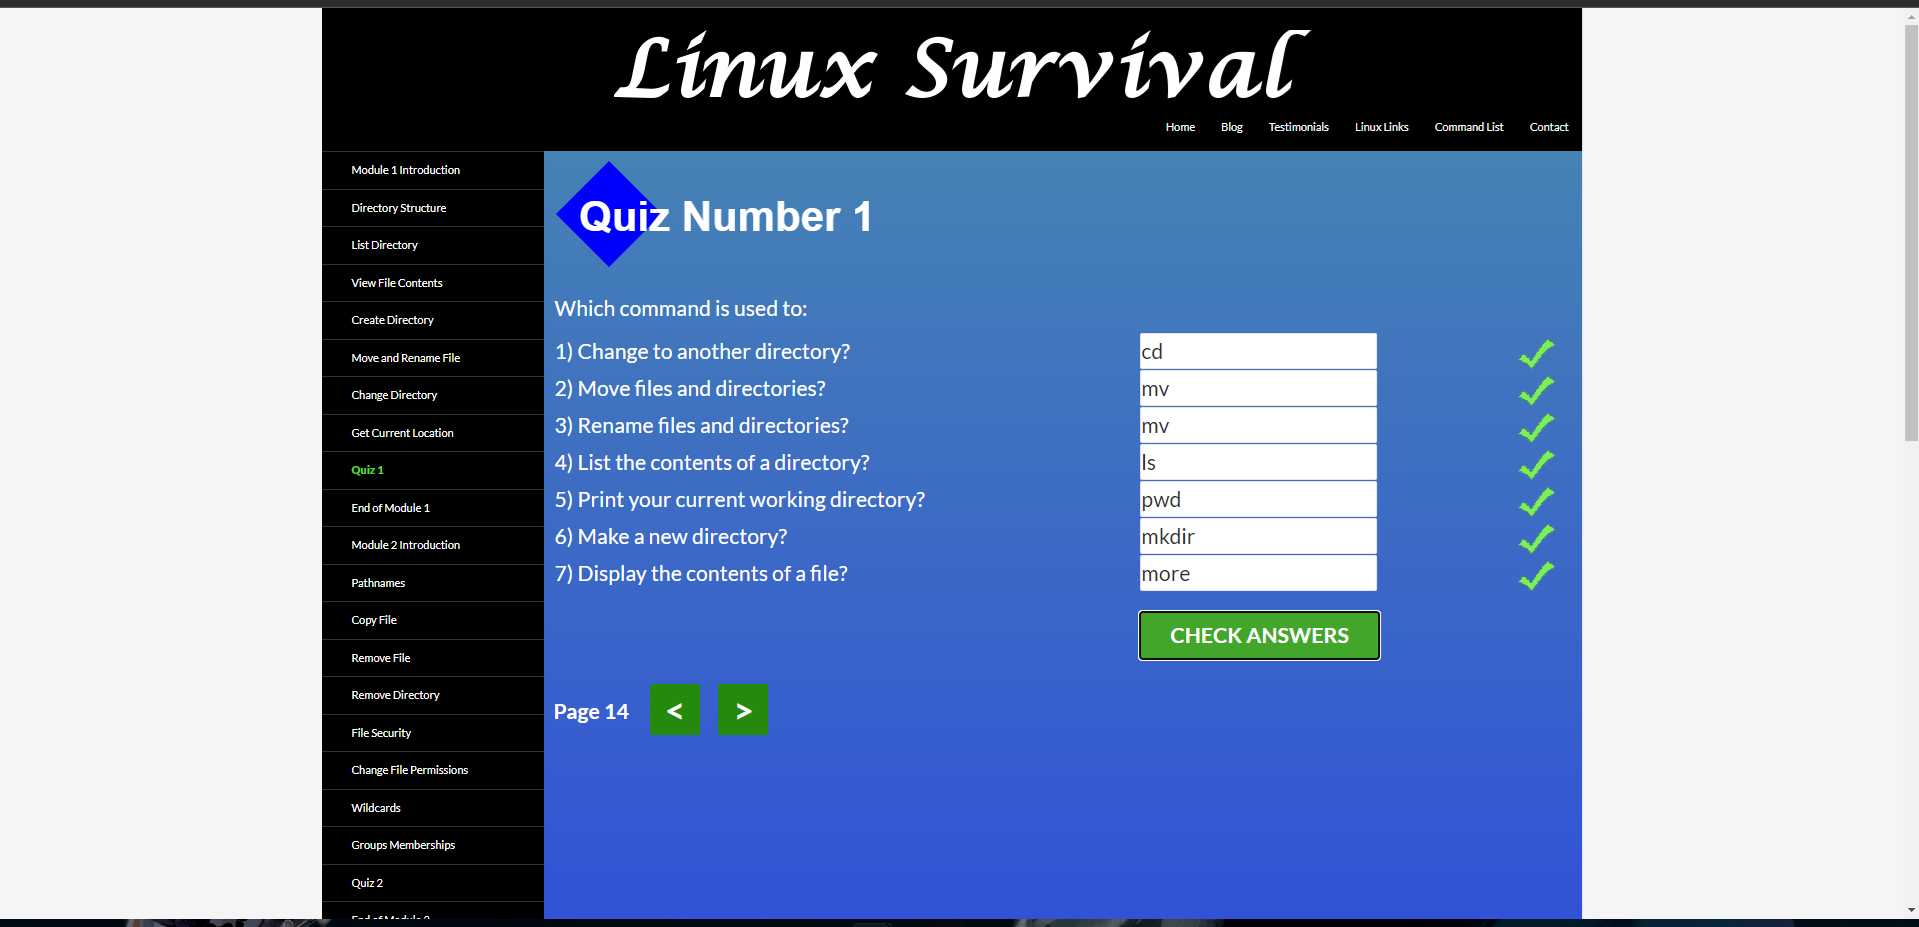 Linux Survival
Home Blog Testimonials Linux Links Command List Contact
Module 1 Introduction
Directory Structure
List Directory
View File Contents
Create Directory
Move and Rename File
Change Directory
Get Current Location
Quiz 1
End of Module 1
Module 2 Introduction
Pathnames
Copy File
Remove File
Remove Directory
File Security
Change File Permissions
Wildcards
Groups Memberships
Quiz 2
End of Module 2
Quiz Number 1
Which command is used to:
1) Change to another directory? cd
2) Move files and directories? mv
3) Rename files and directories? mv
4) List the contents of a directory? ls
5) Print your current working directory? pwd
6) Make a new directory? mkdir
7) Display the contents of a file? more
CHECK ANSWERS
Page 14 < >